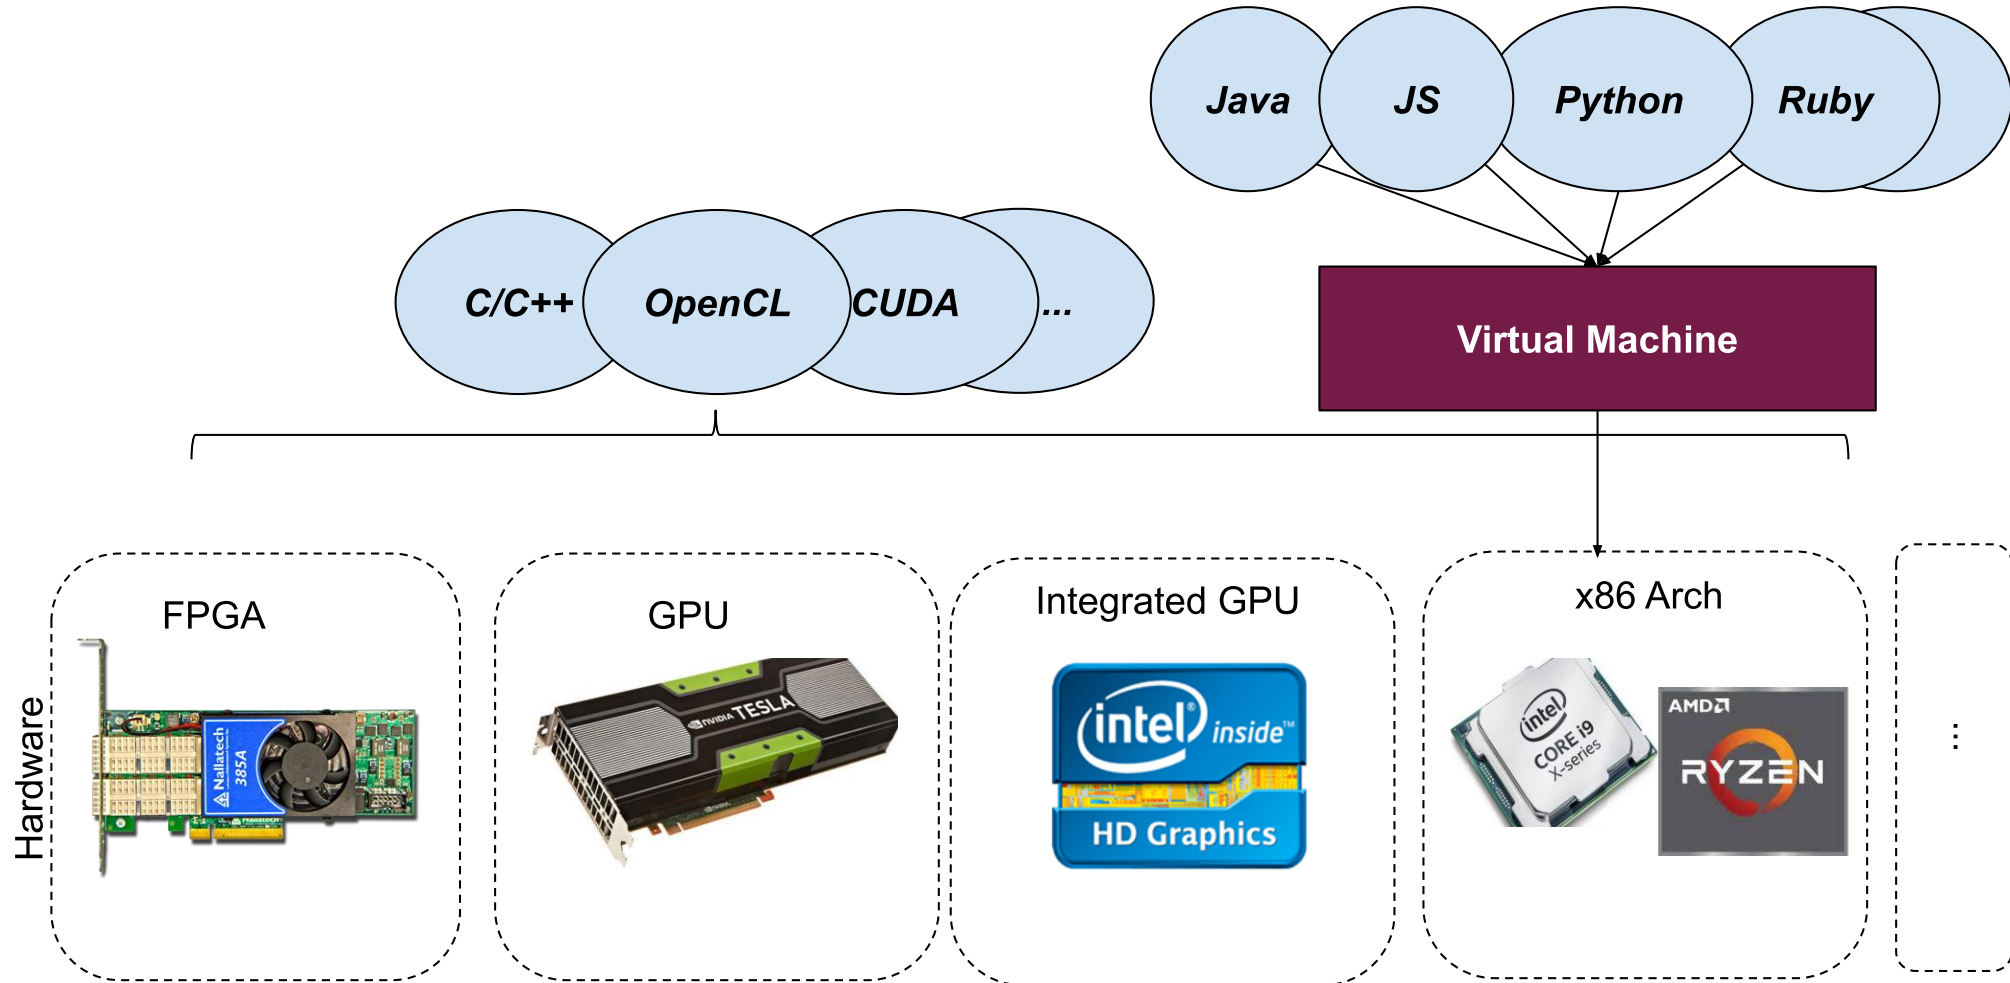 Java
JS
Python
Ruby
C/C++
OpenCL
CUDA
...
Virtual Machine
Hardware
FPGA
GPU
Integrated GPU
x86 Arch
Nallatech
385A
NVIDIA TESLA
intel® inside™
HD Graphics
intel
CORE i9
X-series
AMD
RYZEN
...